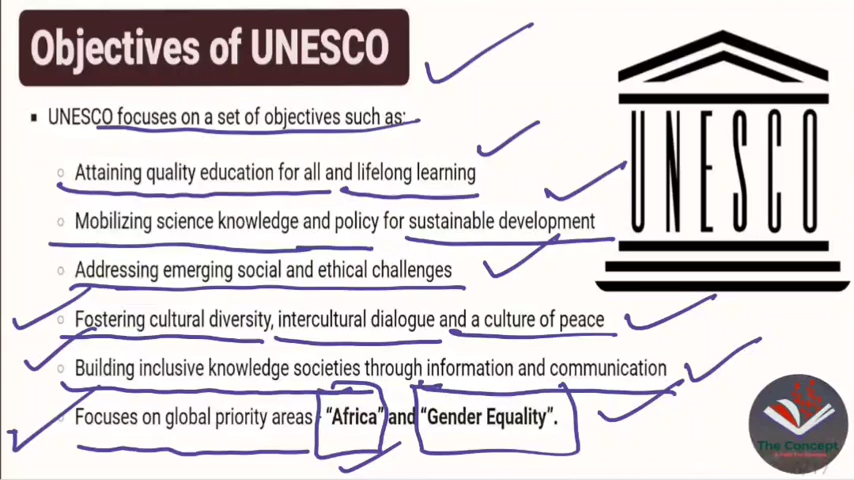 Objectives of UNESCO
UNESCO focuses on a set of objectives such as:
Attaining quality education for all and lifelong learning
Mobilizing science knowledge and policy for sustainable development
Addressing emerging social and ethical challenges
Fostering cultural diversity, intercultural dialogue and a culture of peace
Building inclusive knowledge societies through information and communication
Focuses on global priority areas - “Africa” and “Gender Equality”.
UNESCO
The Concept